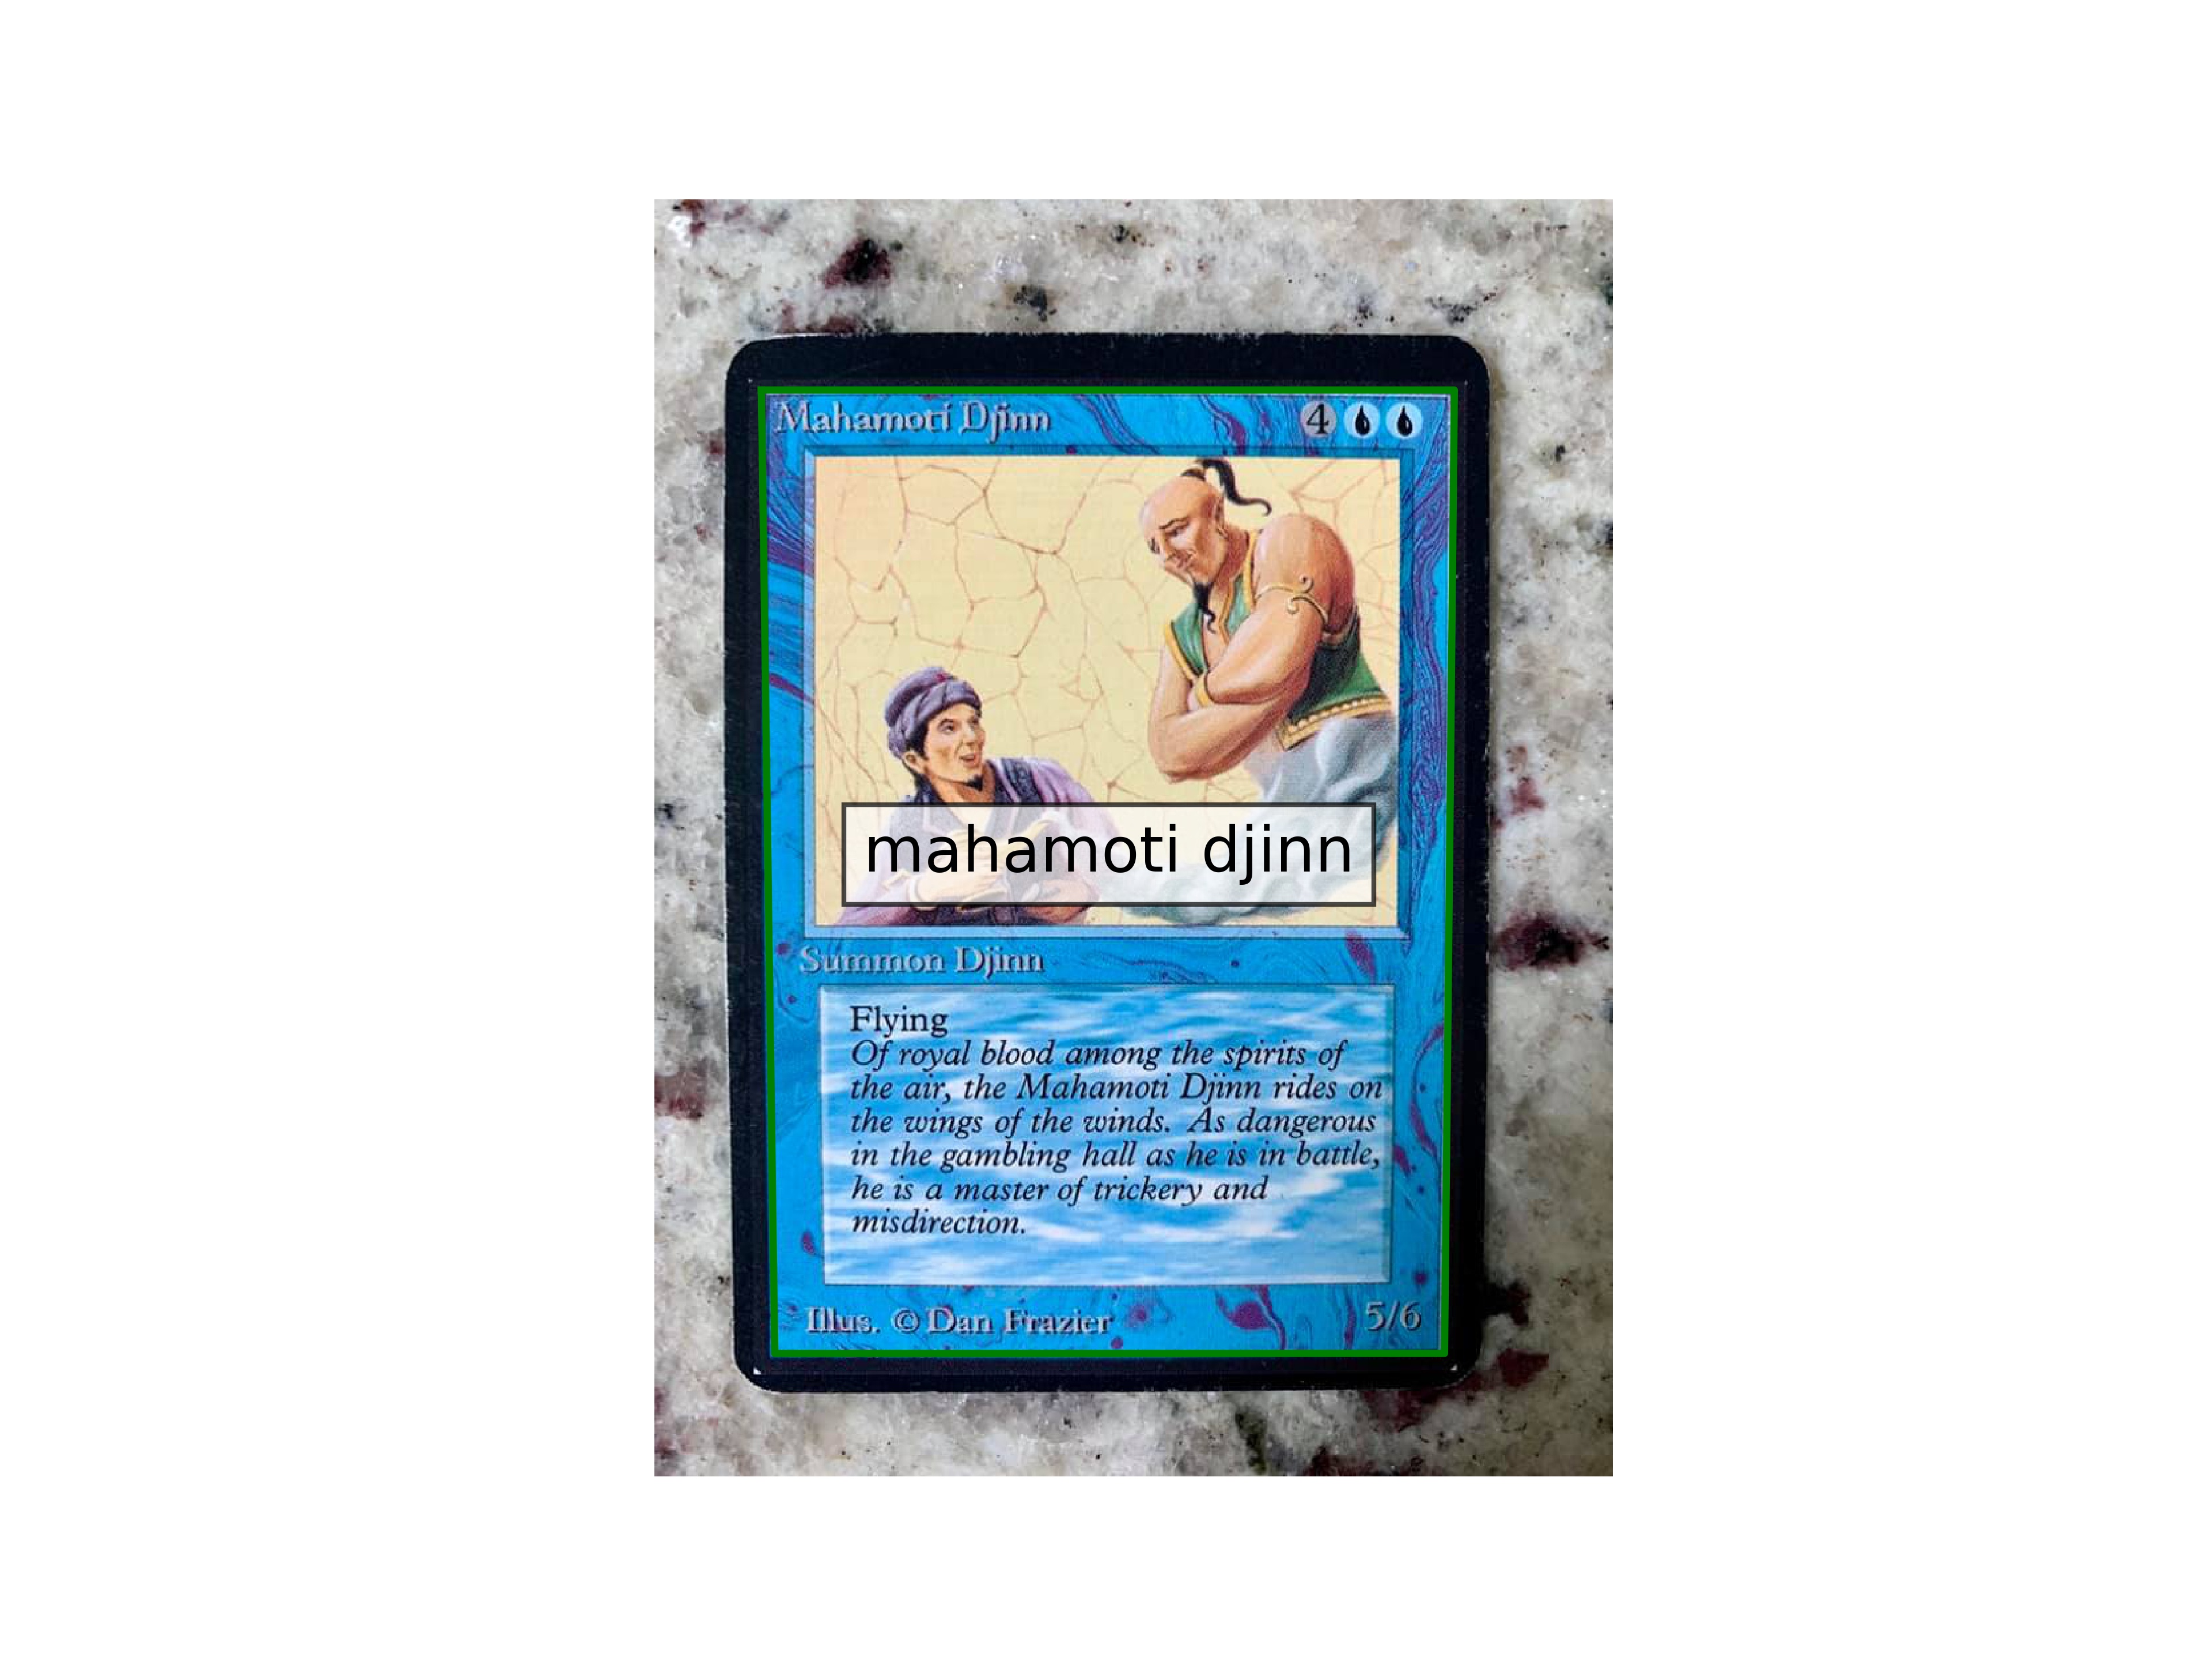 Mahamoti Djinn 4
mahamoti djinn
Summon Djinn
Flying
Of royal blood among the spirits of
the air, the Mahamoti Djinn rides on
the wings of the winds. As dangerous
in the gambling hall as he is in battle,
he is a master of trickery and
misdirection.
Illus. © Dan Frazier 5/6